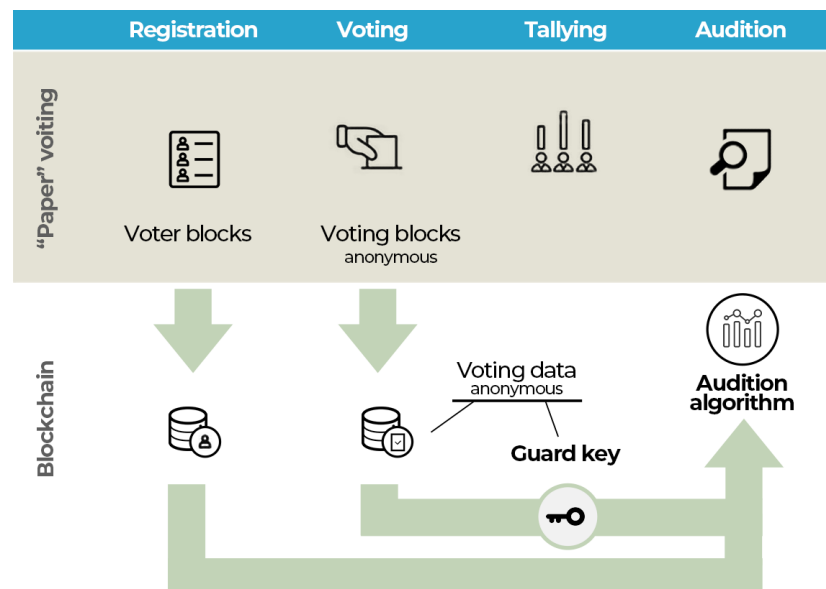 Registration
Voting
Tallying
Audition
“Paper” voiting
Voter blocks
Voting blocks
anonymous
Blockchain
Voting data
anonymous
Guard key
Audition
algorithm